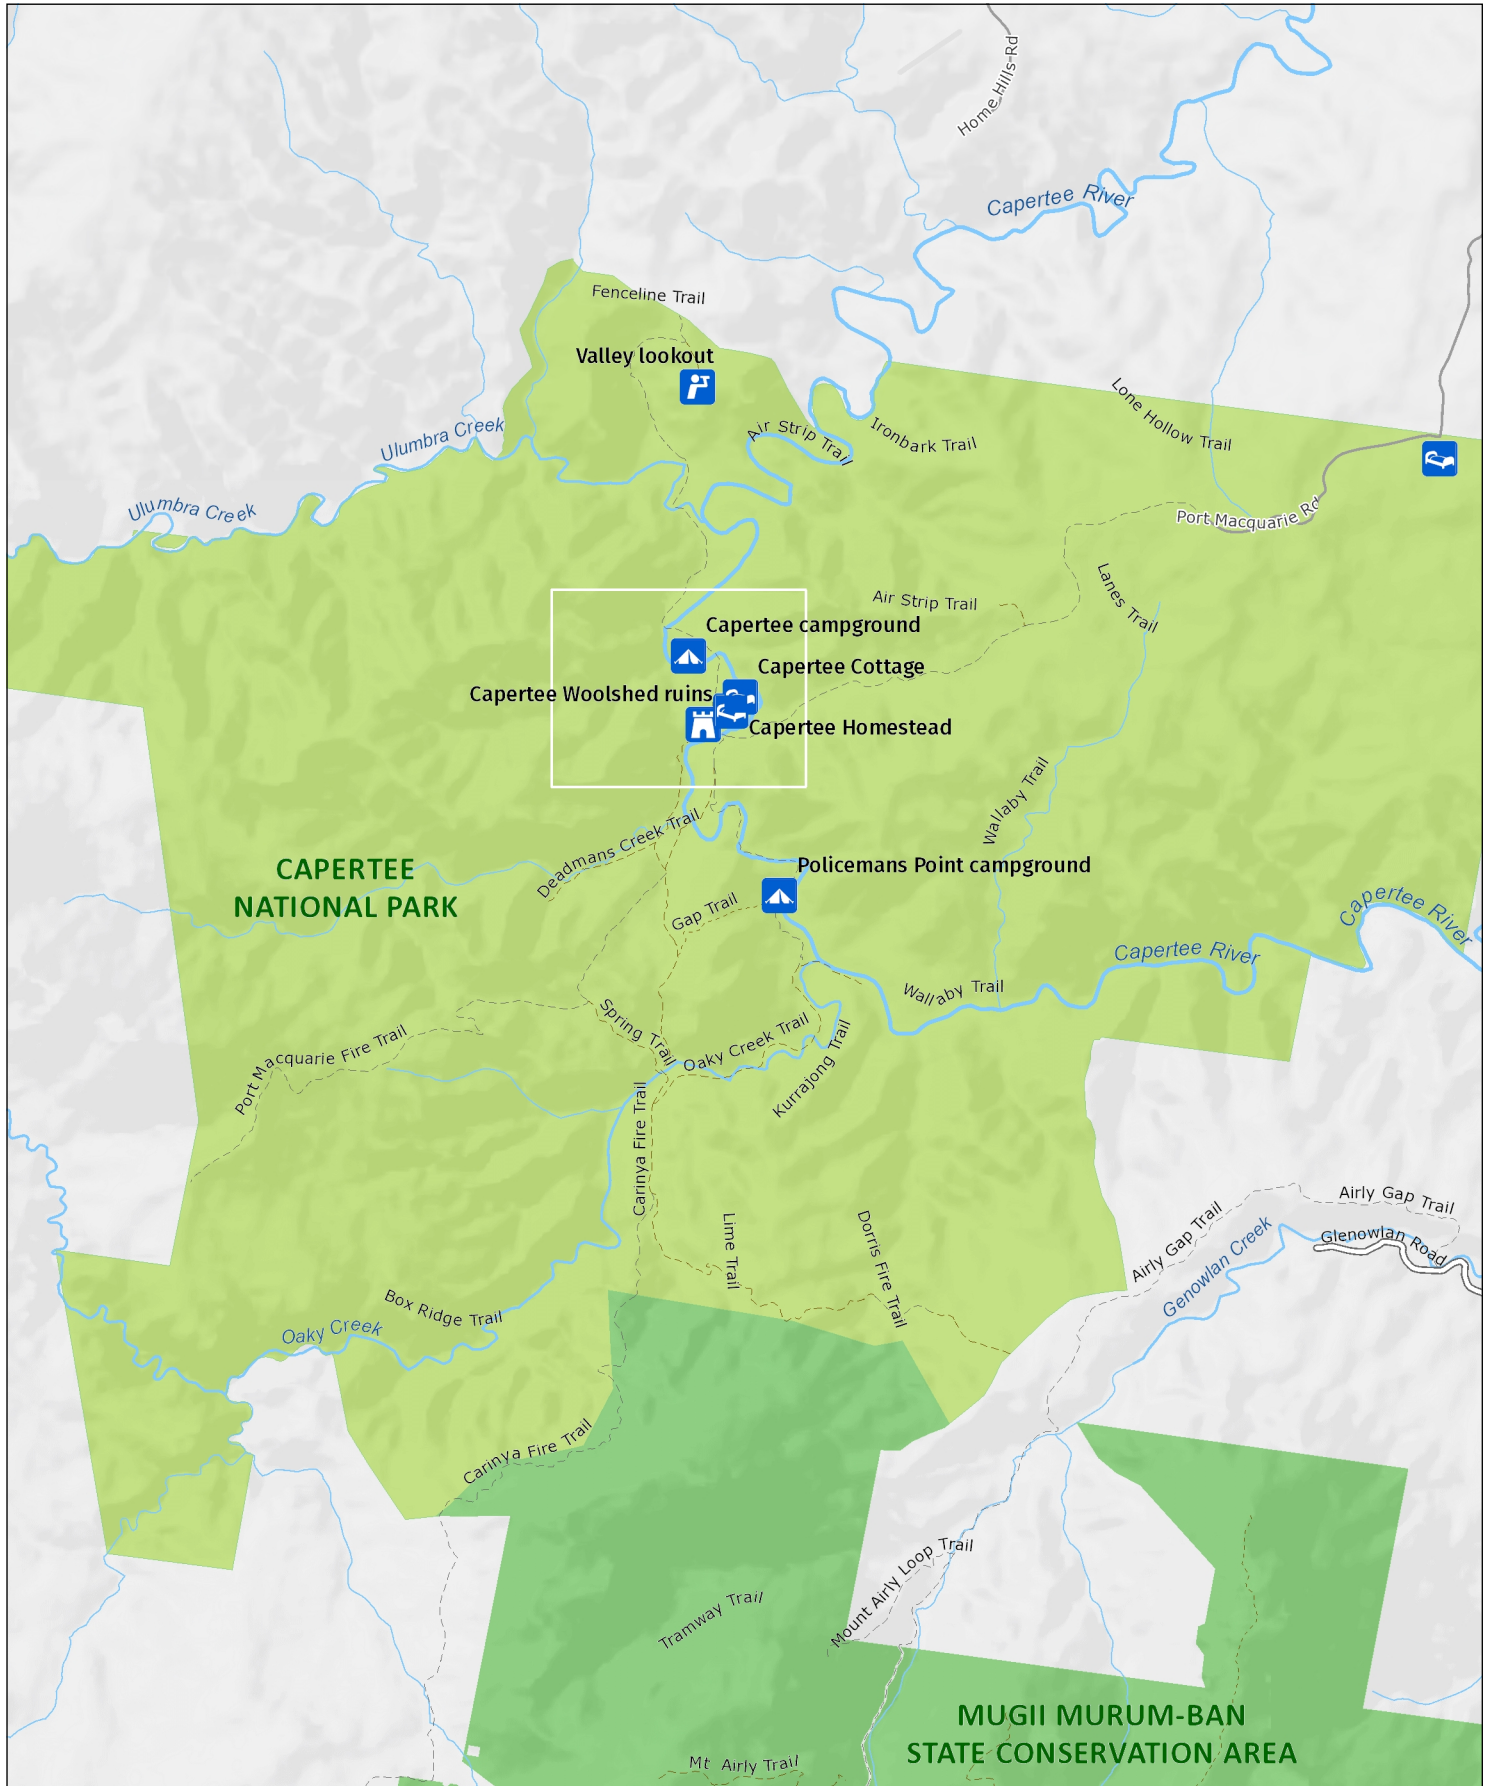 Home Hills Rd
Capertee River
Fenceline Trail
Valley lookout
Lone Hollow Trail
Air Strip Trail
Ironbark Trail
Ulumbra Creek
Ulumbra Creek
Port Macquarie Rd
Lanes Trail
Air Strip Trail
Capertee campground
Capertee Cottage
Capertee Woolshed ruins
Capertee Homestead
Wallaby Trail
Deadmans Creek Trail
Policemans Point campground
CAPERTEE
NATIONAL PARK
Gap Trail
Capertee River
Capertee River
Wallaby Trail
Spring Trail
Oaky Creek Trail
Port Macquarie Fire Trail
Kurrajong Trail
Carinya Fire Trail
Airly Gap Trail
Airly Gap Trail
Glenowlan Road
Genowlan Creek
Lime Trail
Dorris Fire Trail
Box Ridge Trail
Oaky Creek
Carinya Fire Trail
Mount Airly Loop Trail
Tramway Trail
MUGII MURUM-BAN
STATE CONSERVATION AREA
Mt Airly Trail